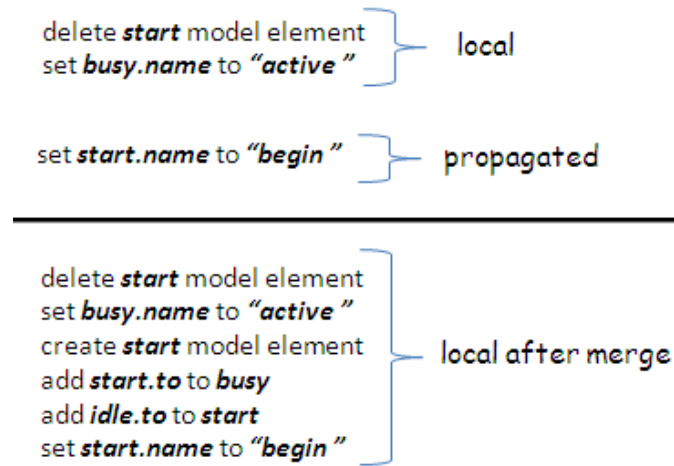 delete start model element
set busy.name to “active ”
local
set start.name to “begin ”
propagated
delete start model element
set busy.name to “active ”
create start model element
add start.to to busy
add idle.to to start
set start.name to “begin ”
local after merge